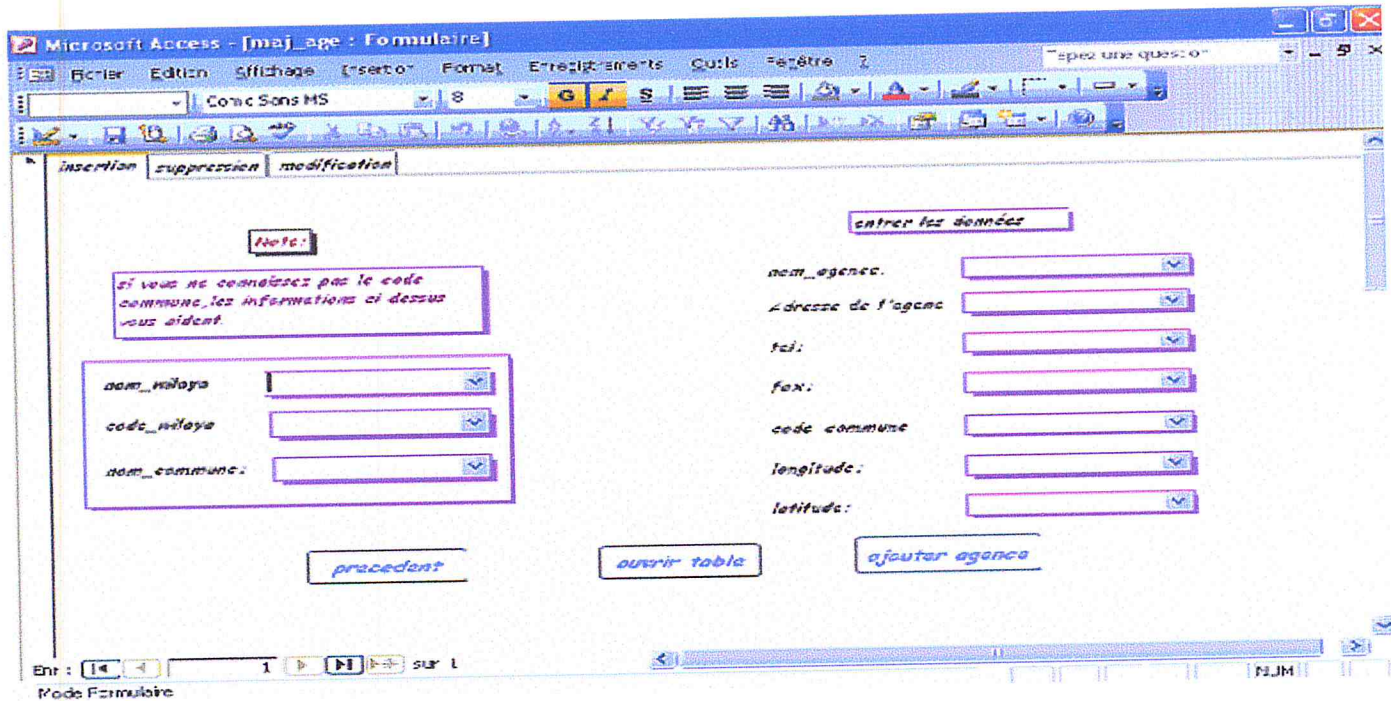 Microsoft Access - [maj_age : Formulaire]
Fichier Edition Affichage Insertion Format Enregistrements Outils Fenêtre ?
Tapez une question
Comic Sans MS 8 G I S
insertion suppression modification
Note:
si vous ne connaissez pas le code
commune,les informations ci dessus
vous aident.
nom_wilaya
code_wilaya
nom_commune:
entrer les données
nom_agence.
Adresse de l'agenc
tel:
fax:
code commune
longitude:
latitude:
precedent
ouvrir table
ajouter agence
Enr : 1 sur 1
NUM
Mode Formulaire